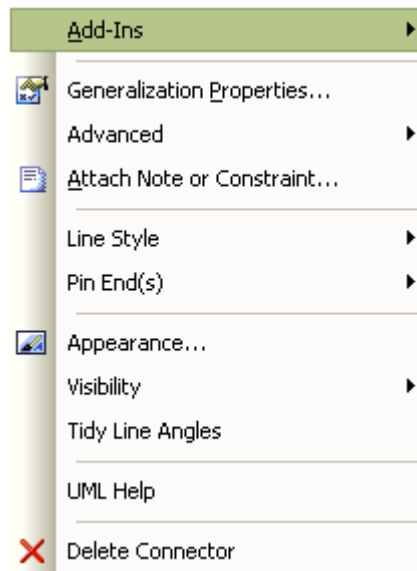 Add-Ins
Generalization Properties...
Advanced
Attach Note or Constraint...
Line Style
Pin End(s)
Appearance...
Visibility
Tidy Line Angles
UML Help
Delete Connector